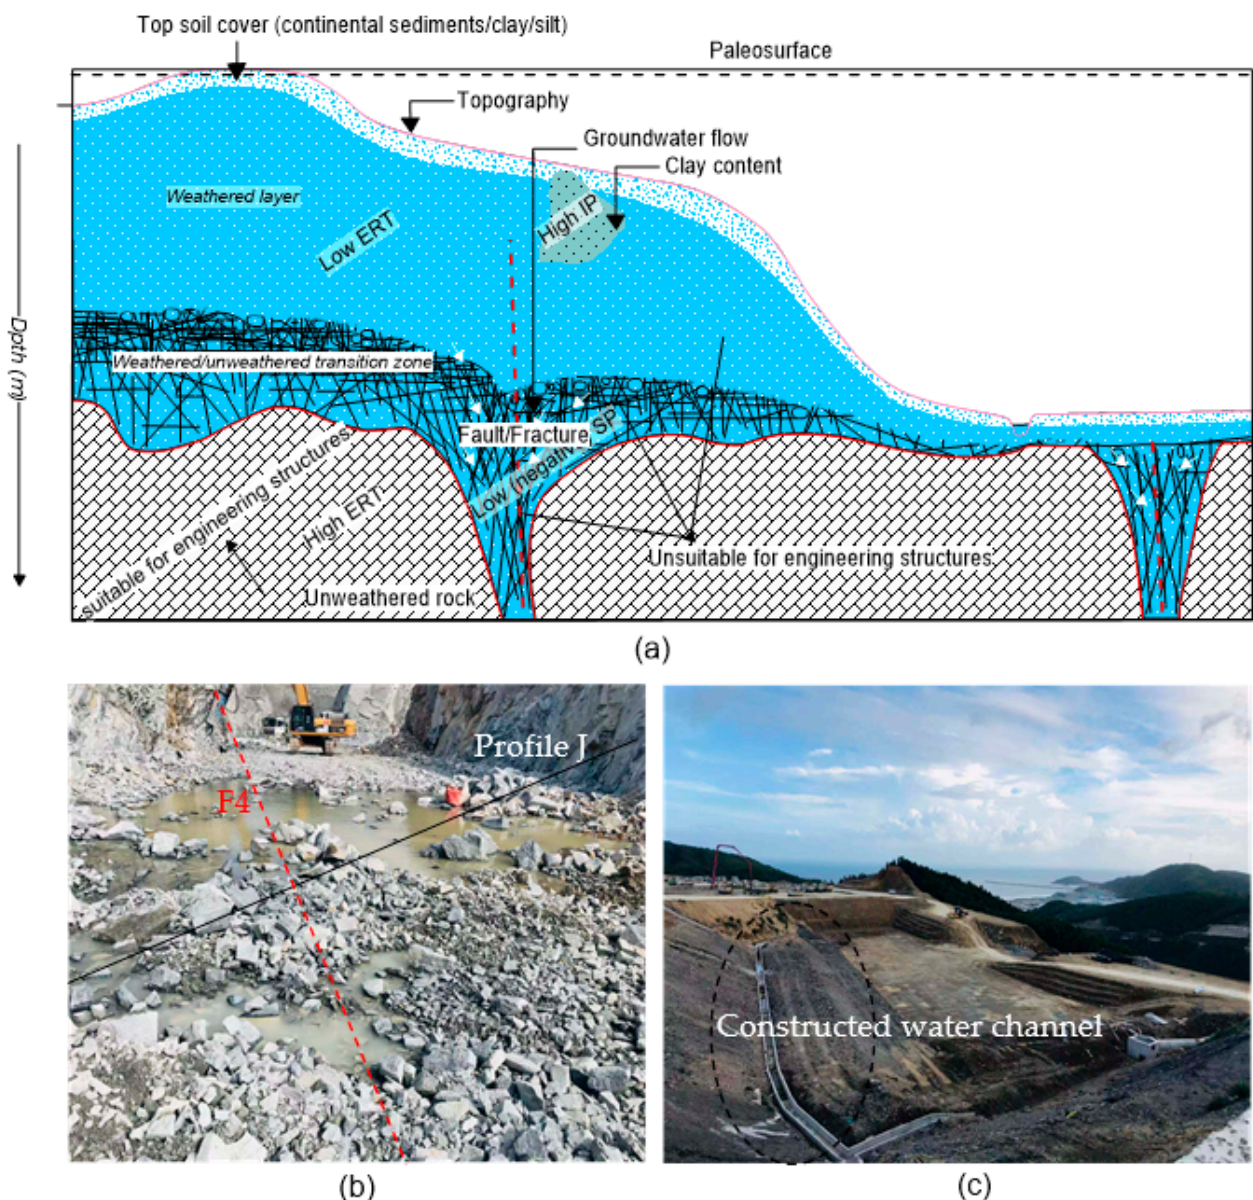 Top soil cover (continental sediments/clay/silt)
Paleosurface
Topography
Groundwater flow
Clay content
Weathered layer
High IP
Low ERT
Dpth (m)
Weathered/unweathered transition zone
Fault/Fracture
Low (negative) SP
suitable for engineering structures
High ERT
Unsuitable for engineering structures
Unweathered rock
(a)
Profile J
F4
Constructed water channel
(b)
(c)